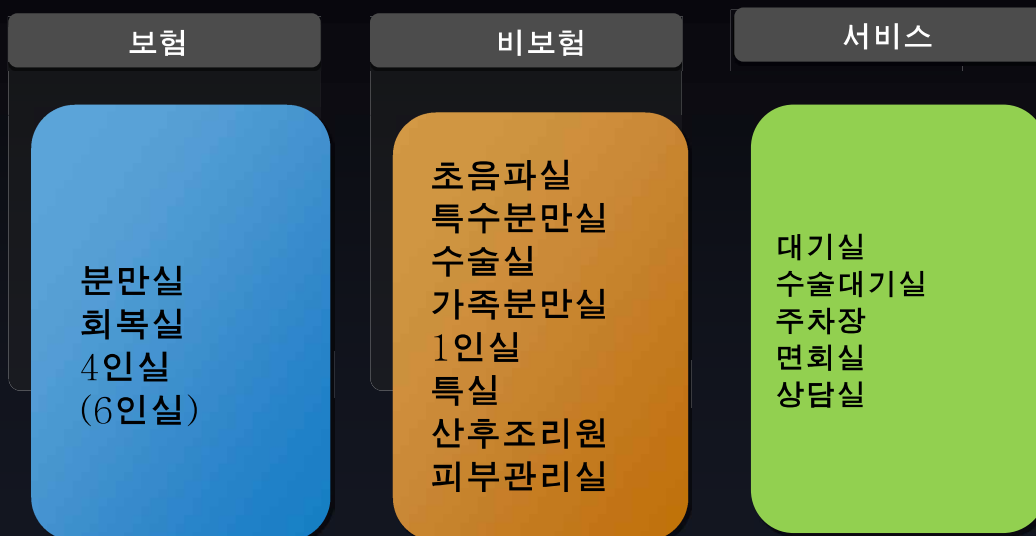 보험
분만실
회복실
4인실
(6인실)
비보험
초음파실
특수분만실
수술실
가족분만실
1인실
특실
산후조리원
피부관리실
서비스
대기실
수술대기실
주차장
면회실
상담실